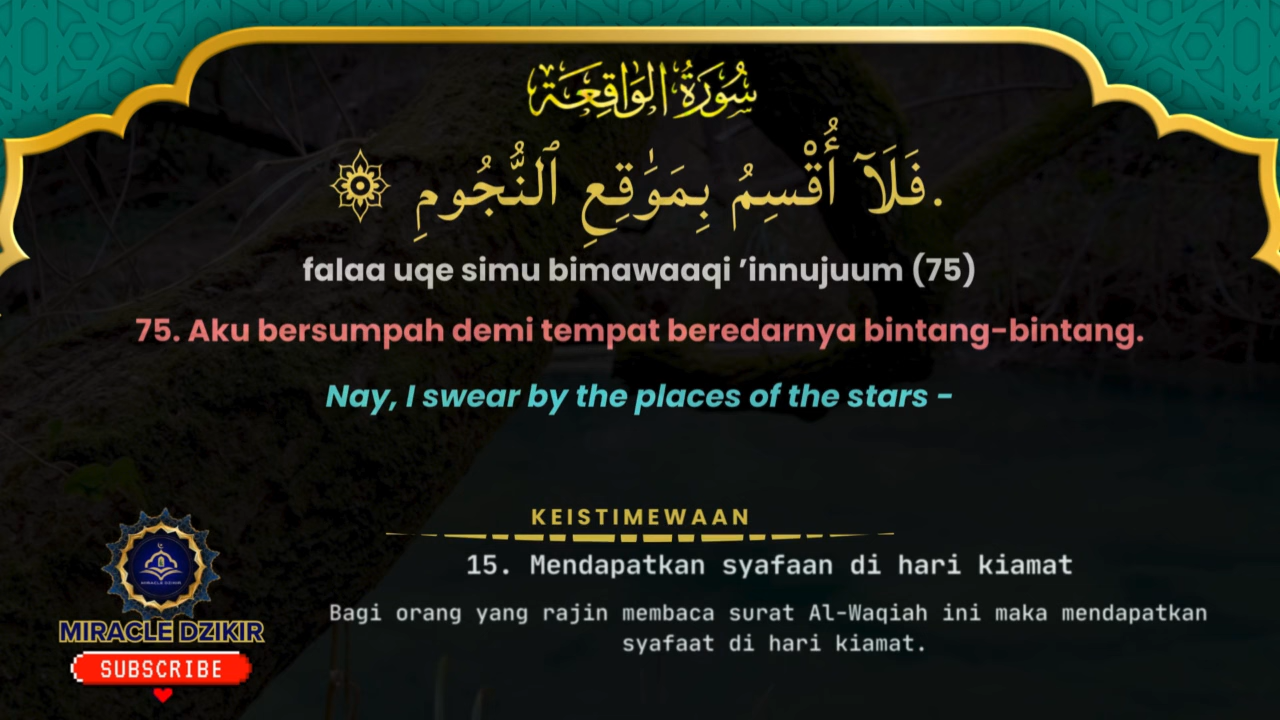 سُورَةُ الوَاقِعَة
فَلَآ أُقْسِمُ بِمَوَٰقِعِ ٱلنُّجُومِ.
falaa uqe simu bimawaaqi ’innujuum (75)
75. Aku bersumpah demi tempat beredarnya bintang-bintang.
Nay, I swear by the places of the stars -
KEISTIMEWAAN
15. Mendapatkan syafaan di hari kiamat
Bagi orang yang rajin membaca surat Al-Waqiah ini maka mendapatkan
syafaat di hari kiamat.
MIRACLE DZIKIR
MIRACLE DZIKIR
SUBSCRIBE